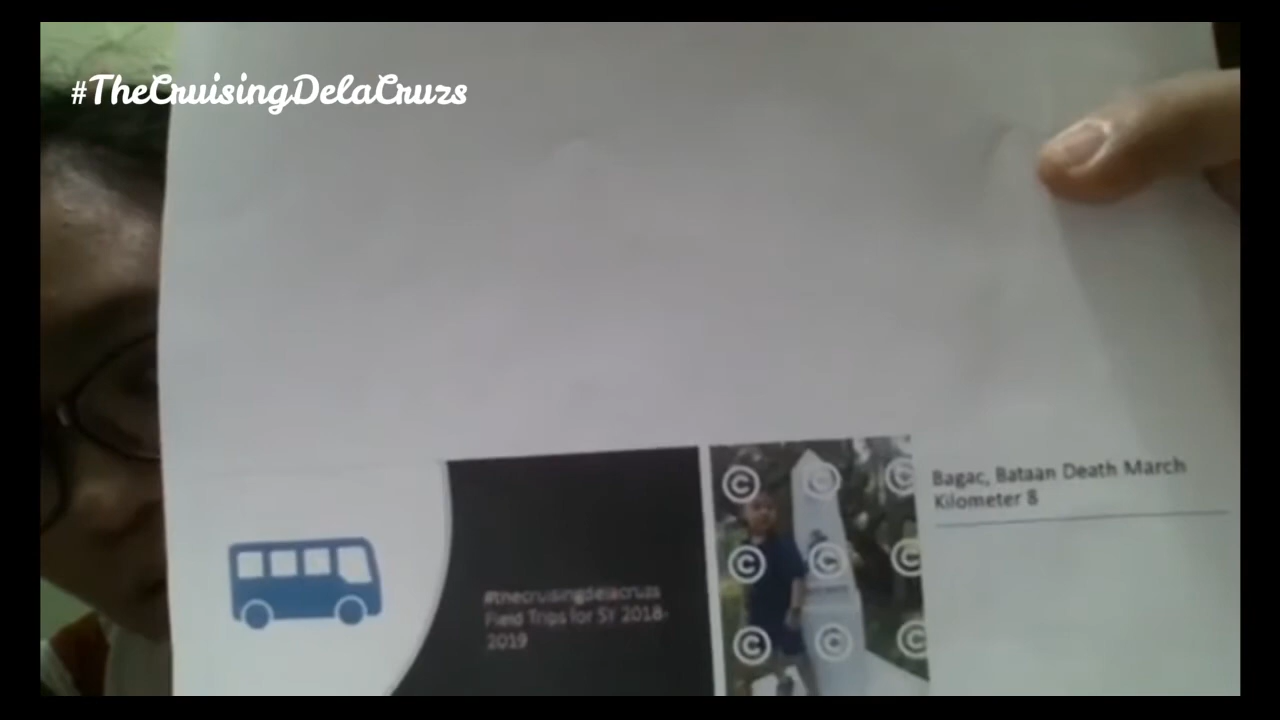 #TheCruisingDelaCruzs
#thecruisingdelacruzs
Field Trips for SY 2018-
2019
© © ©
© © ©
© © ©
Bagac, Bataan Death March
Kilometer 8